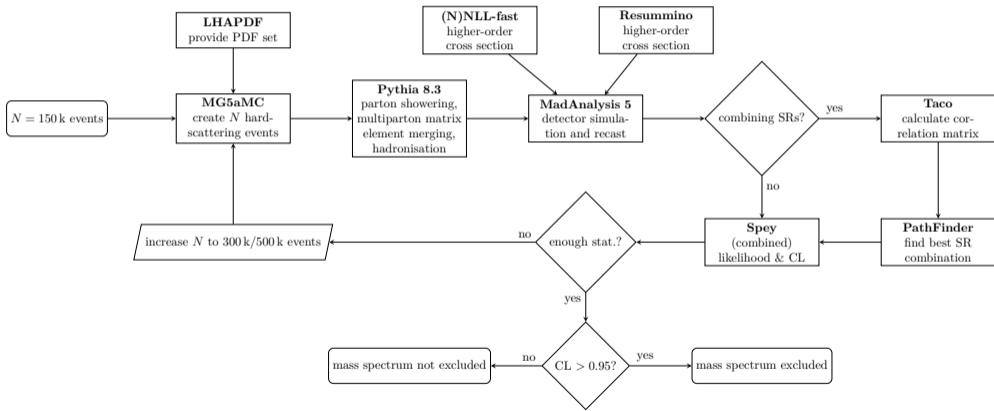 LHAPDF
provide PDF set
(N)NLL-fast
higher-order
cross section
Resummino
higher-order
cross section
N = 150 k events
MG5aMC
create N hard-
scattering events
Pythia 8.3
parton showering,
multiparton matrix
element merging,
hadronisation
MadAnalysis 5
detector simula-
tion and recast
combining SRs?
yes
Taco
calculate cor-
relation matrix
no
increase N to 300 k/500 k events
no
enough stat.?
Spey
(combined)
likelihood & CL
PathFinder
find best SR
combination
yes
mass spectrum not excluded
no
CL > 0.95?
yes
mass spectrum excluded